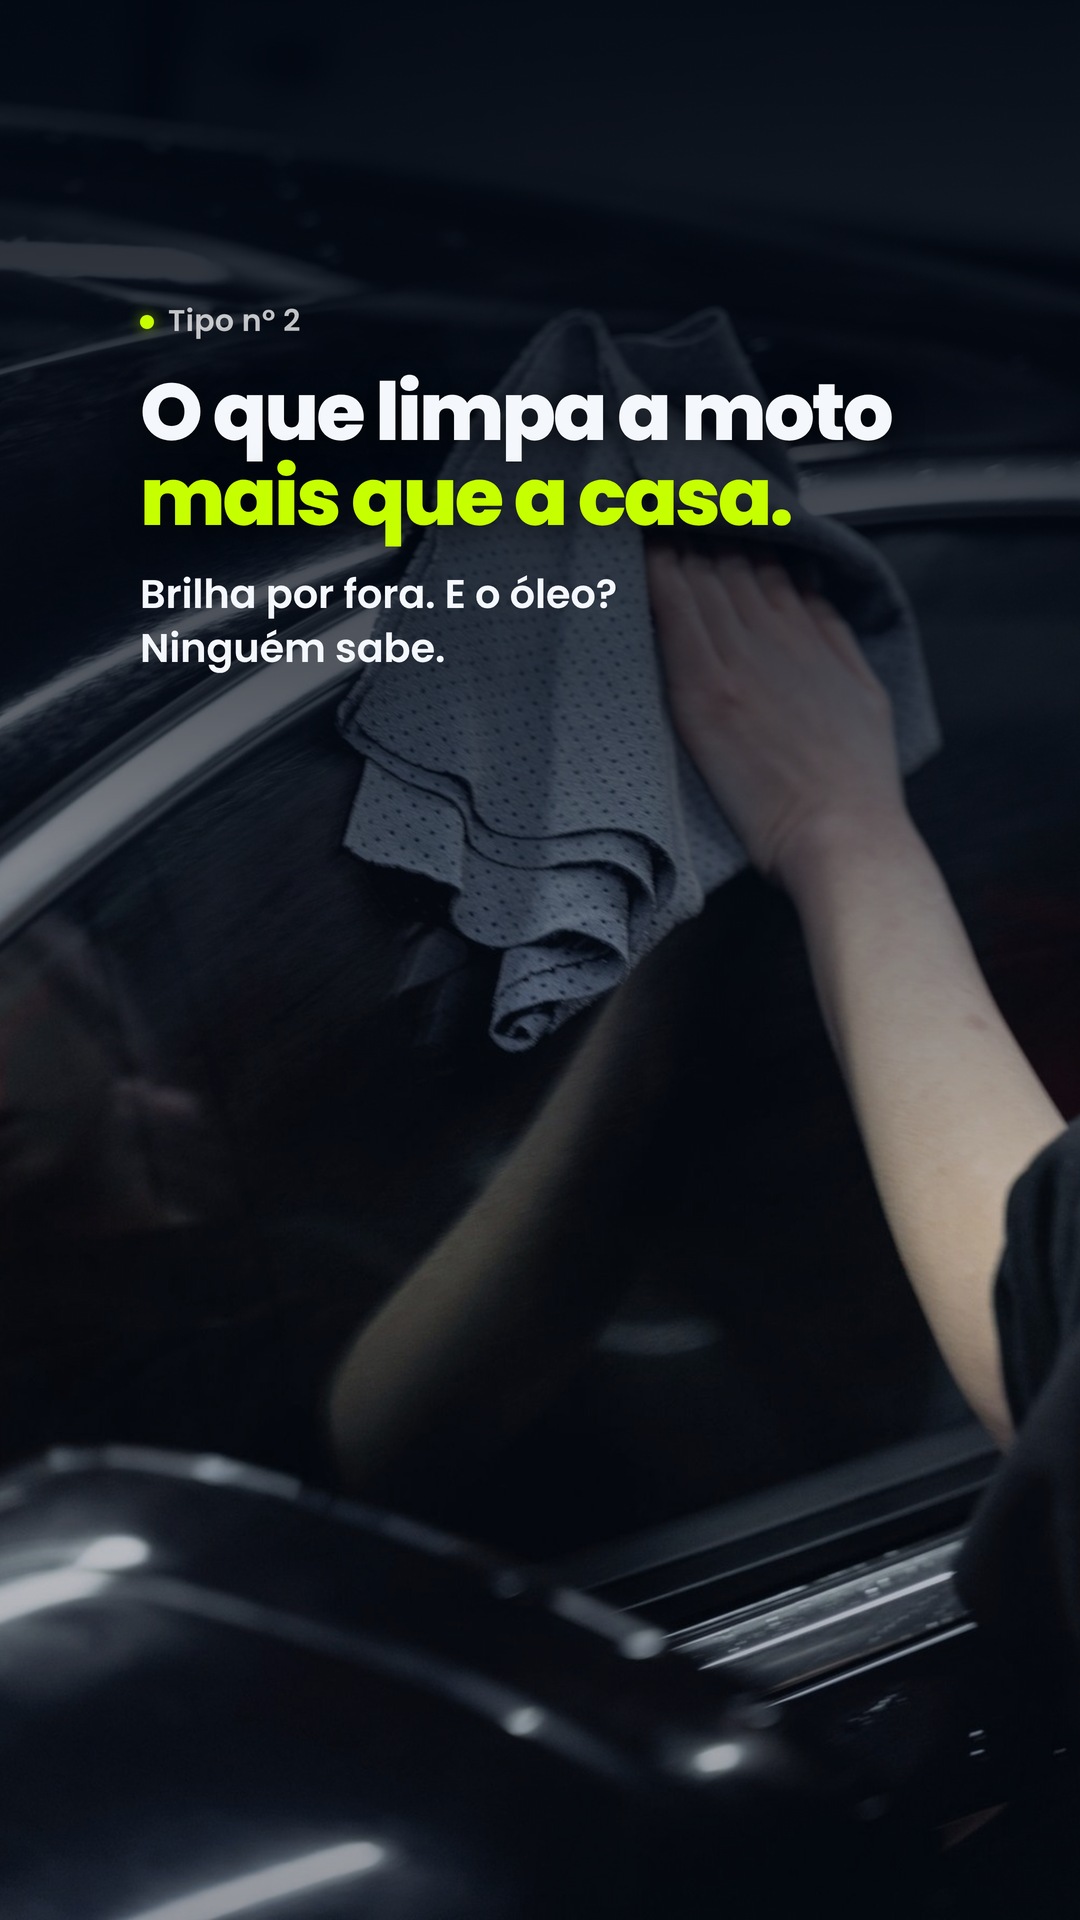 Tipo nº 2
O que limpa a moto
mais que a casa.
Brilha por fora. E o óleo?
Ninguém sabe.